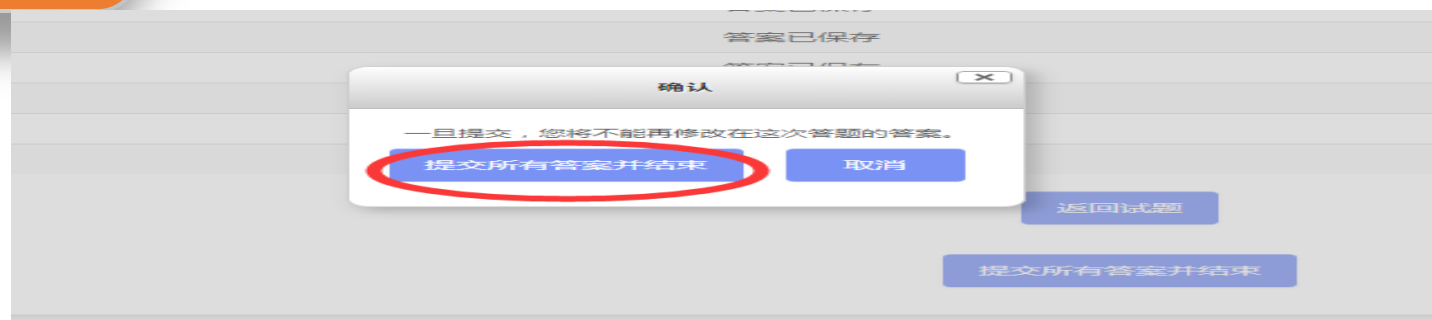 答案已保存
确认
一旦提交，您将不能再修改在这次答题的答案。
提交所有答案并结束
取消
返回试题
提交所有答案并结束